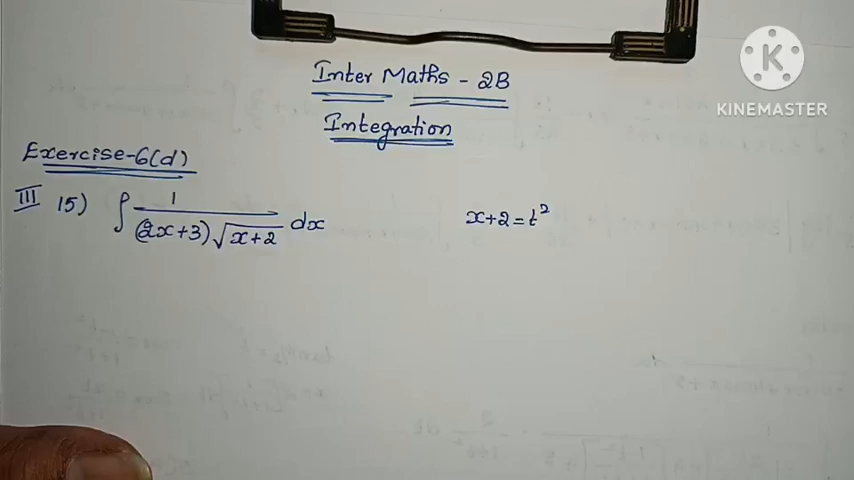 KINEMASTER
Inter Maths - 2B
Integration
Exercise-6(d)
III 15) ∫ 1/((2x+3)√(x+2)) dx
x+2=t²